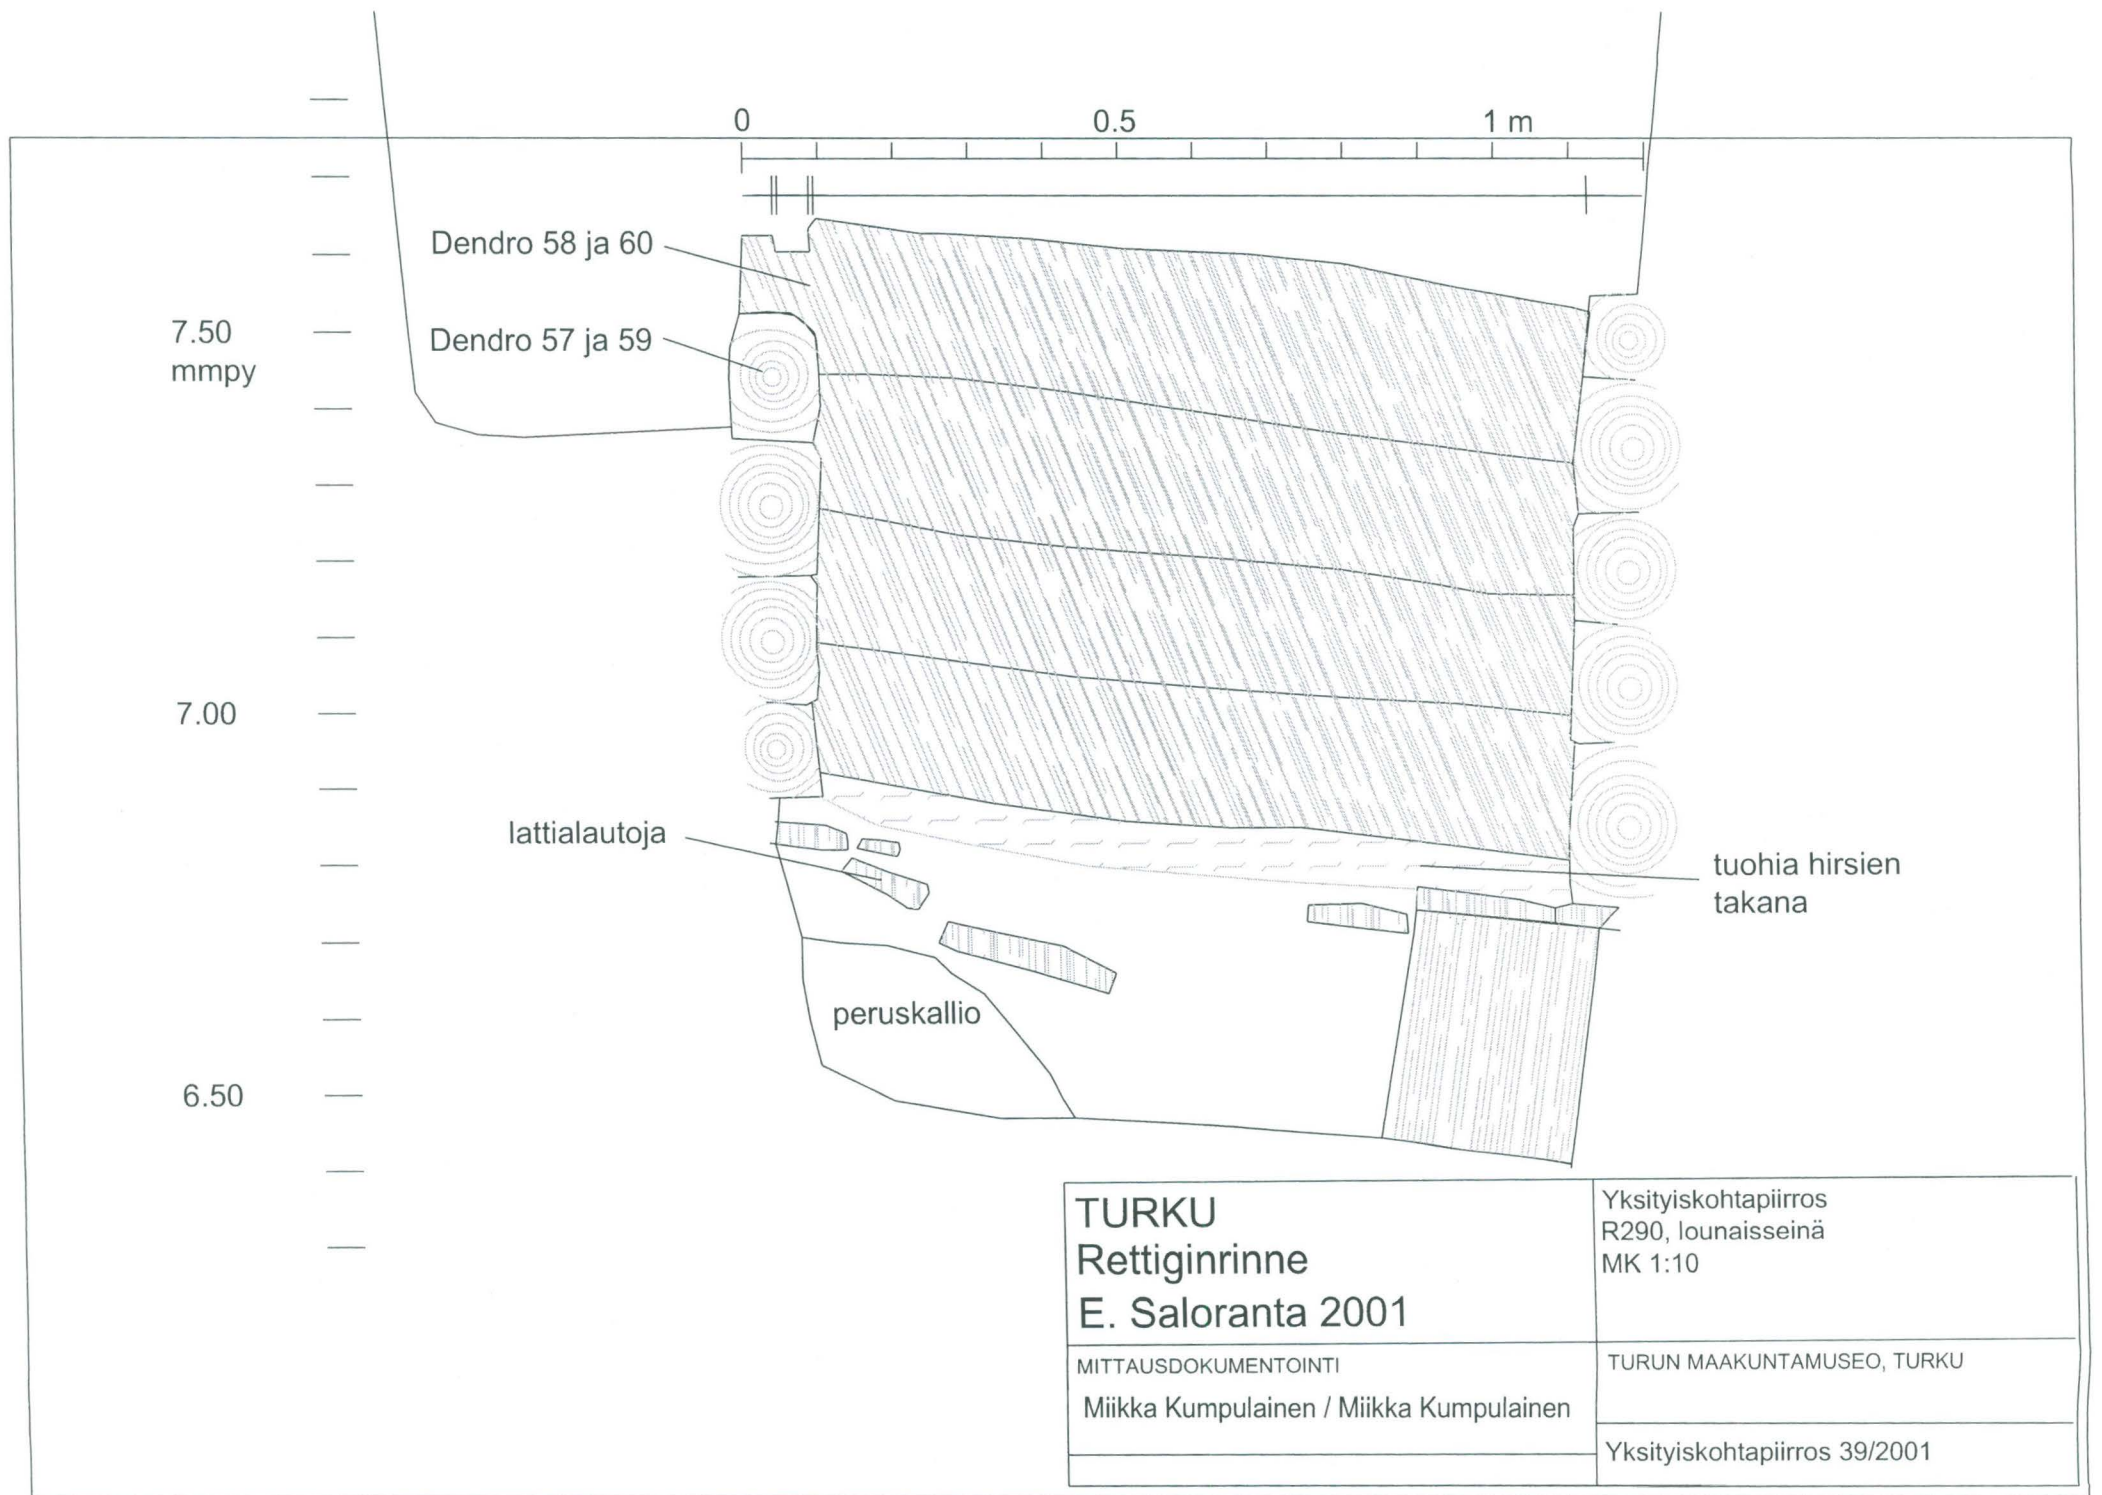 0 0.5 1 m
Dendro 58 ja 60
Dendro 57 ja 59
7.50
mmpy
7.00
lattialautoja
tuohia hirsien
takana
peruskallio
6.50
TURKU
Rettiginrinne
E. Saloranta 2001
Yksityiskohtapiirros
R290, lounaisseinä
MK 1:10
MITTAUSDOKUMENTOINTI
Miikka Kumpulainen / Miikka Kumpulainen
TURUN MAAKUNTAMUSEO, TURKU
Yksityiskohtapiirros 39/2001